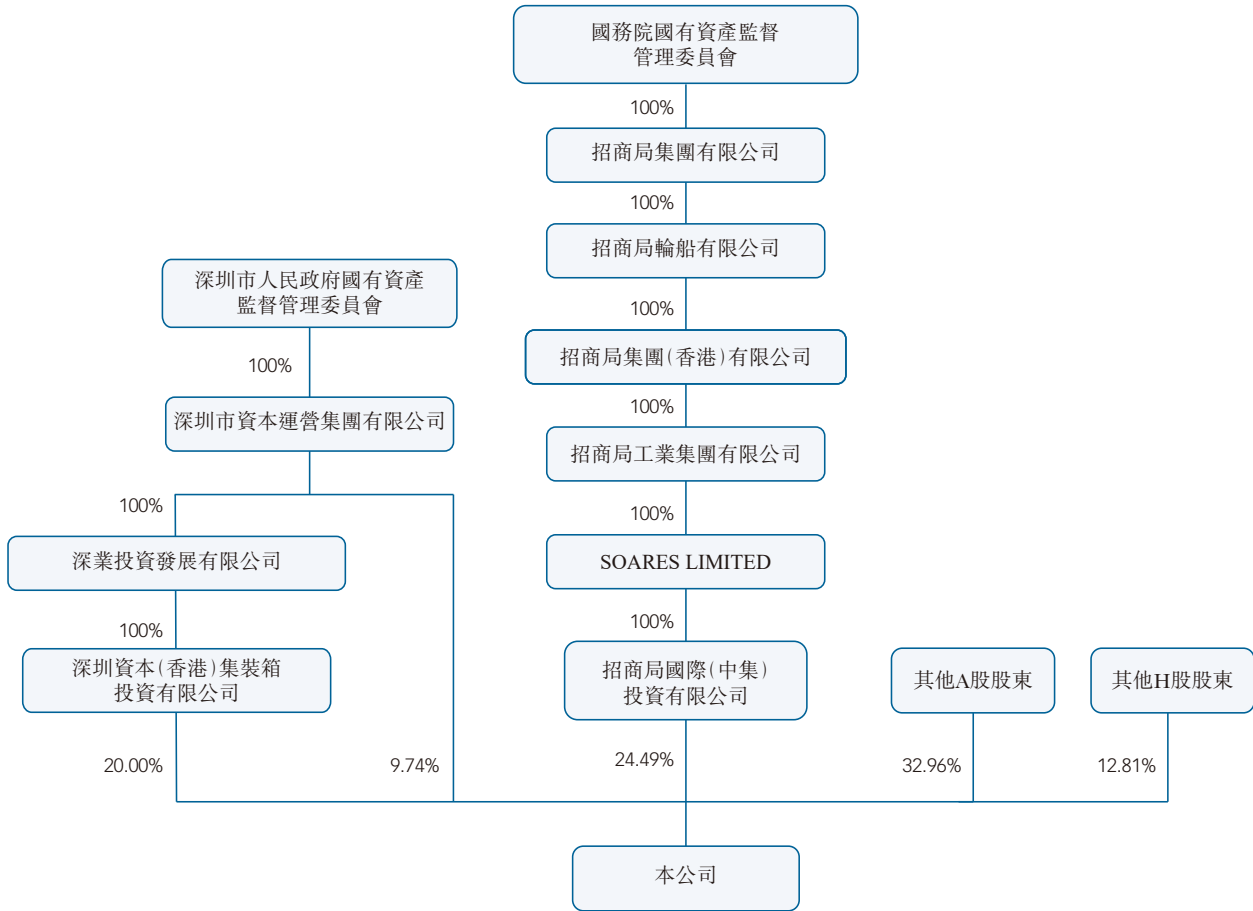 國務院國有資產監督
管理委員會
100%
招商局集團有限公司
100%
招商局輪船有限公司
深圳市人民政府國有資產
監督管理委員會
100%
招商局集團(香港)有限公司
100%
深圳市資本運營集團有限公司
100%
招商局工業集團有限公司
100%
100%
深業投資發展有限公司
SOARES LIMITED
100%
100%
深圳資本(香港)集裝箱
投資有限公司
招商局國際(中集)
投資有限公司
其他A股股東
其他H股股東
20.00%
9.74%
24.49%
32.96%
12.81%
本公司